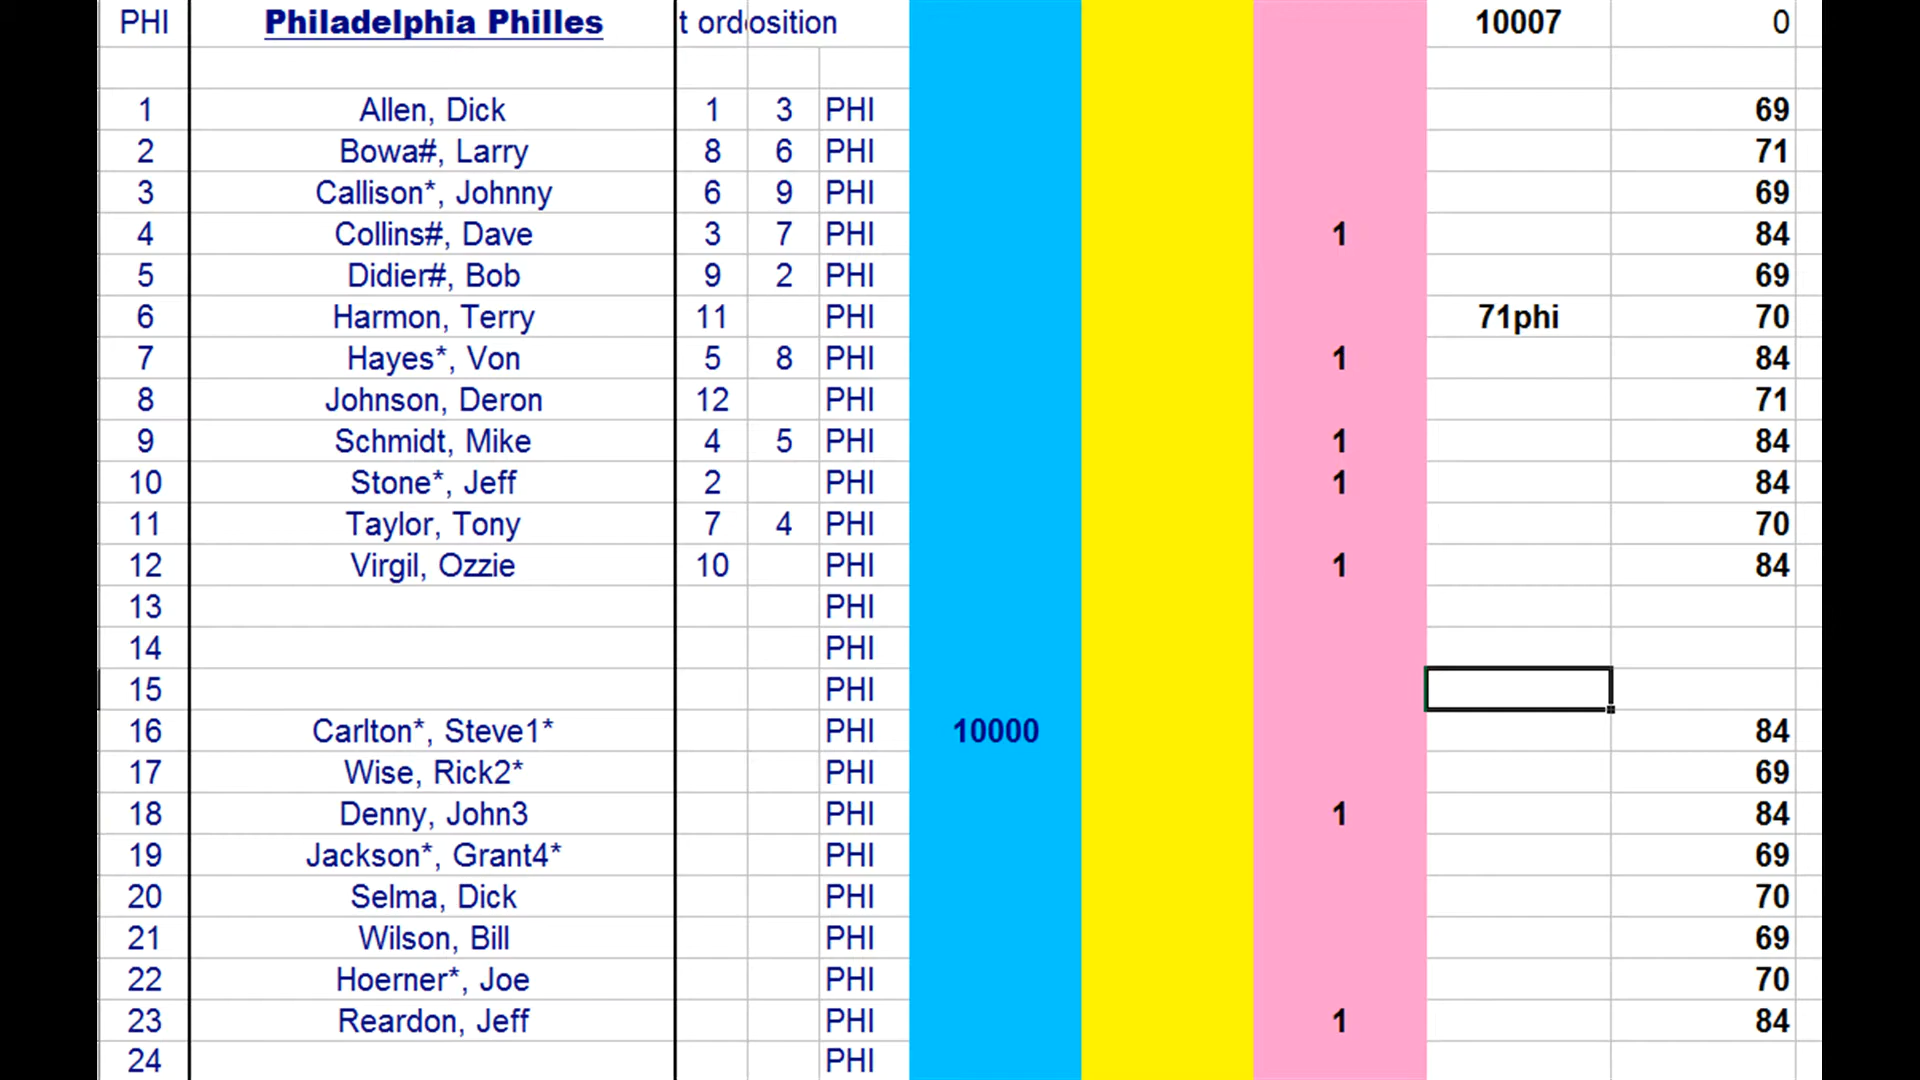 PHI Philadelphia Philles t ord osition 10007 0
1 Allen, Dick 1 3 PHI 69
2 Bowa#, Larry 8 6 PHI 71
3 Callison*, Johnny 6 9 PHI 69
4 Collins#, Dave 3 7 PHI 1 84
5 Didier#, Bob 9 2 PHI 69
6 Harmon, Terry 11 PHI 71phi 70
7 Hayes*, Von 5 8 PHI 1 84
8 Johnson, Deron 12 PHI 71
9 Schmidt, Mike 4 5 PHI 1 84
10 Stone*, Jeff 2 PHI 1 84
11 Taylor, Tony 7 4 PHI 70
12 Virgil, Ozzie 10 PHI 1 84
13 PHI
14 PHI
15 PHI
16 Carlton*, Steve1* PHI 10000 84
17 Wise, Rick2* PHI 69
18 Denny, John3 PHI 1 84
19 Jackson*, Grant4* PHI 69
20 Selma, Dick PHI 70
21 Wilson, Bill PHI 69
22 Hoerner*, Joe PHI 70
23 Reardon, Jeff PHI 1 84
24 PHI